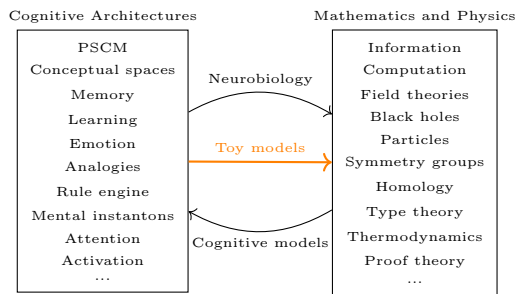 Cognitive Architectures
PSCM
Conceptual spaces
Memory
Learning
Emotion
Analogies
Rule engine
Mental instantons
Attention
Activation
...
Neurobiology
Toy models
Cognitive models
Mathematics and Physics
Information
Computation
Field theories
Black holes
Particles
Symmetry groups
Homology
Type theory
Thermodynamics
Proof theory
...